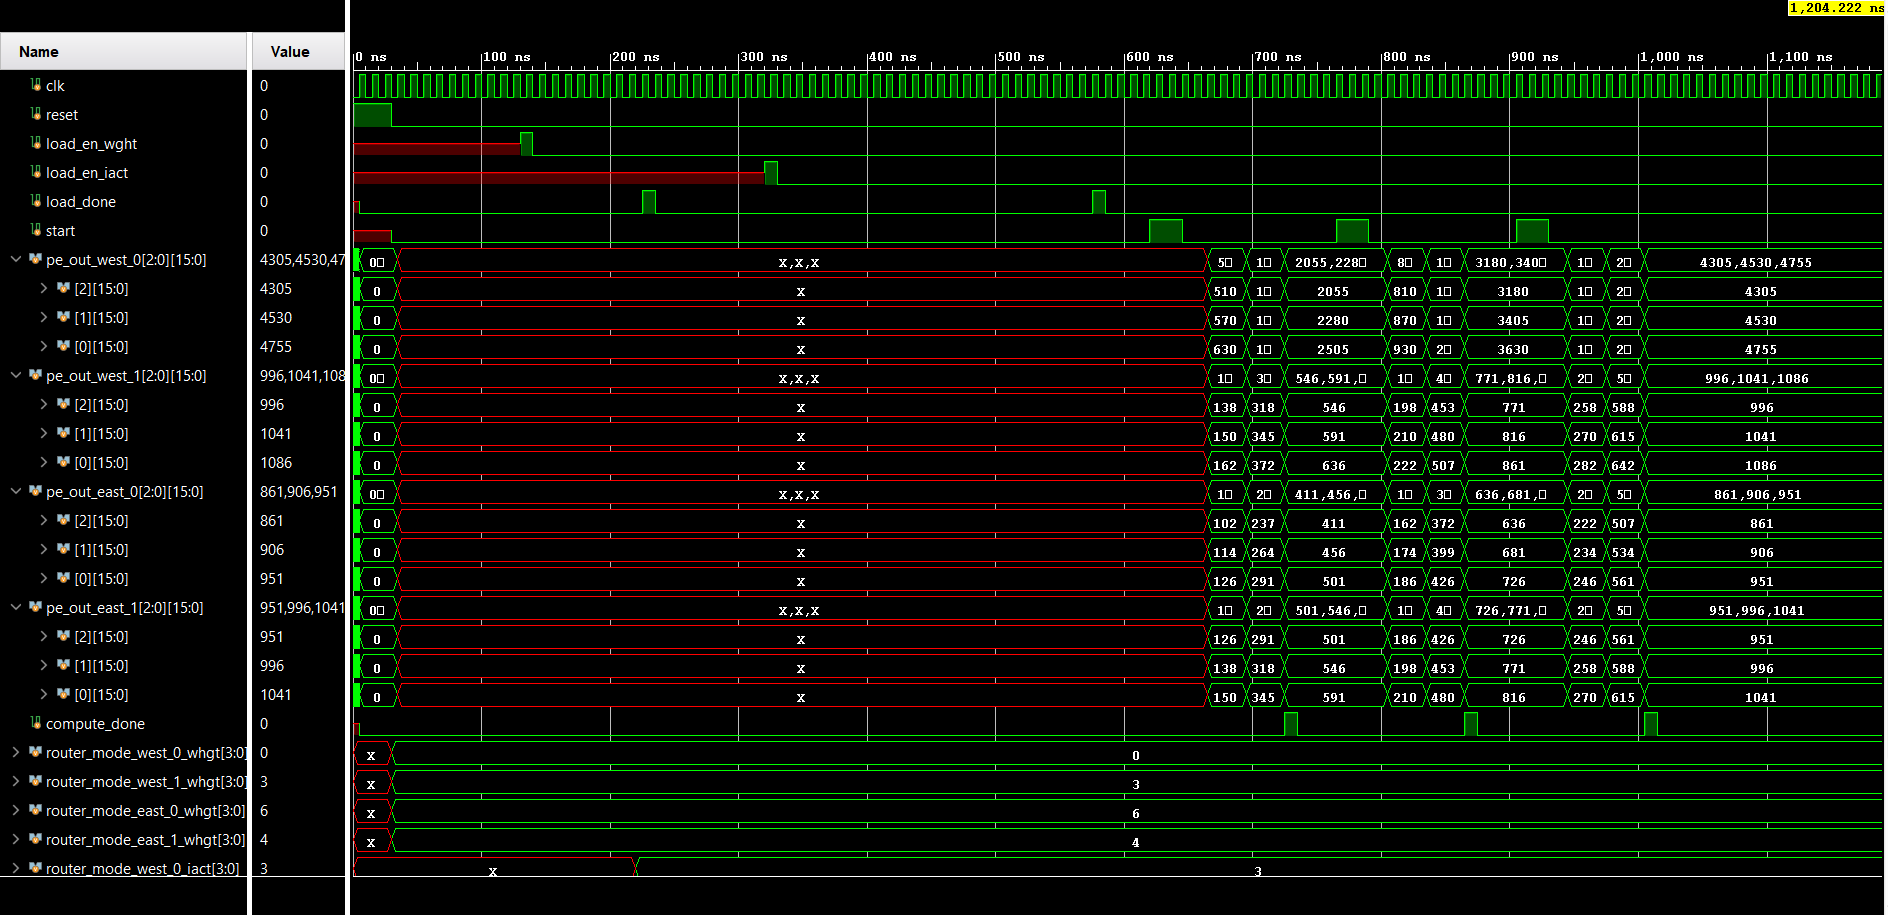 1,204.222 ns
Name Value 0 ns 100 ns 200 ns 300 ns 400 ns 500 ns 600 ns 700 ns 800 ns 900 ns 1,000 ns 1,100 ns
clk 0
reset 0
load_en_wght 0
load_en_iact 0
load_done 0
start 0
pe_out_west_0[2:0][15:0] 4305,4530,47 0 X,X,X 5 1 2055,228 8 1 3180,340 1 2 4305,4530,4755
[2][15:0] 4305 0 X 510 1 2055 810 1 3180 1 2 4305
[1][15:0] 4530 0 X 570 1 2280 870 1 3405 1 2 4530
[0][15:0] 4755 0 X 630 1 2505 930 2 3630 1 2 4755
pe_out_west_1[2:0][15:0] 996,1041,108 0 X,X,X 1 3 546,591, 1 4 771,816, 2 5 996,1041,1086
[2][15:0] 996 0 X 138 318 546 198 453 771 258 588 996
[1][15:0] 1041 0 X 150 345 591 210 480 816 270 615 1041
[0][15:0] 1086 0 X 162 372 636 222 507 861 282 642 1086
pe_out_east_0[2:0][15:0] 861,906,951 0 X,X,X 1 2 411,456, 1 3 636,681, 2 5 861,906,951
[2][15:0] 861 0 X 102 237 411 162 372 636 222 507 861
[1][15:0] 906 0 X 114 264 456 174 399 681 234 534 906
[0][15:0] 951 0 X 126 291 501 186 426 726 246 561 951
pe_out_east_1[2:0][15:0] 951,996,1041 0 X,X,X 1 2 501,546, 1 4 726,771, 2 5 951,996,1041
[2][15:0] 951 0 X 126 291 501 186 426 726 246 561 951
[1][15:0] 996 0 X 138 318 546 198 453 771 258 588 996
[0][15:0] 1041 0 X 150 345 591 210 480 816 270 615 1041
compute_done 0
router_mode_west_0_whgt[3:0] 0 X 0
router_mode_west_1_whgt[3:0] 3 X 3
router_mode_east_0_whgt[3:0] 6 X 6
router_mode_east_1_whgt[3:0] 4 X 4
router_mode_west_0_iact[3:0] 3 X 3